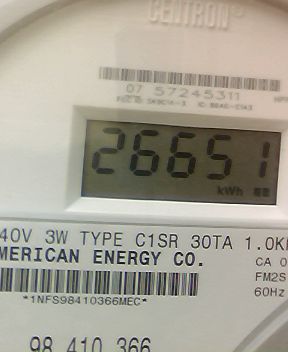 CENTRON®
07 57245311
26651
kWh
40V 3W TYPE C1SR 30TA 1.0K
MERICAN ENERGY CO.
CA 0
FM2S
60Hz
*1NFS98410366MEC*
98 410 366